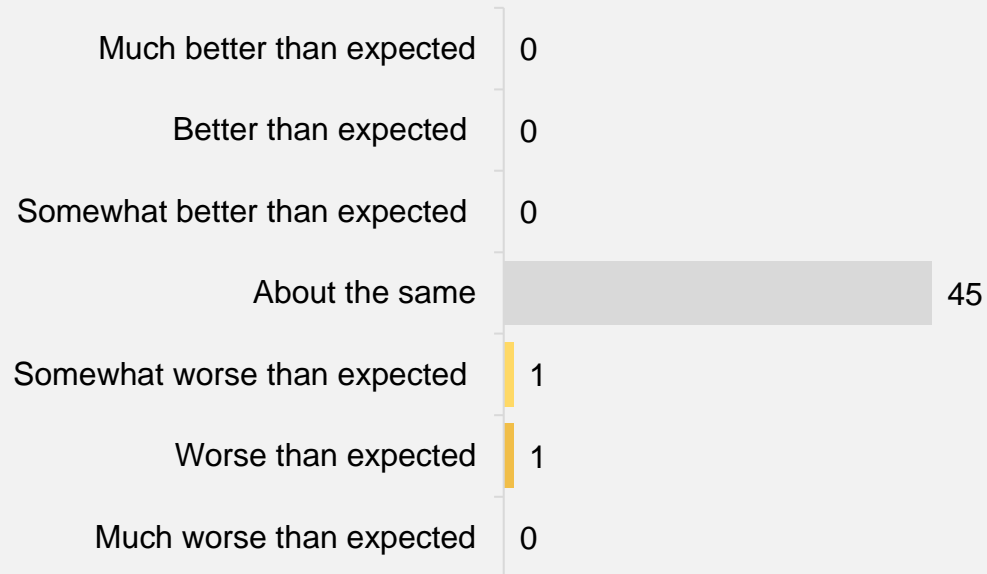 Much better than expected 0
Better than expected 0
Somewhat better than expected 0
About the same 45
Somewhat worse than expected 1
Worse than expected 1
Much worse than expected 0